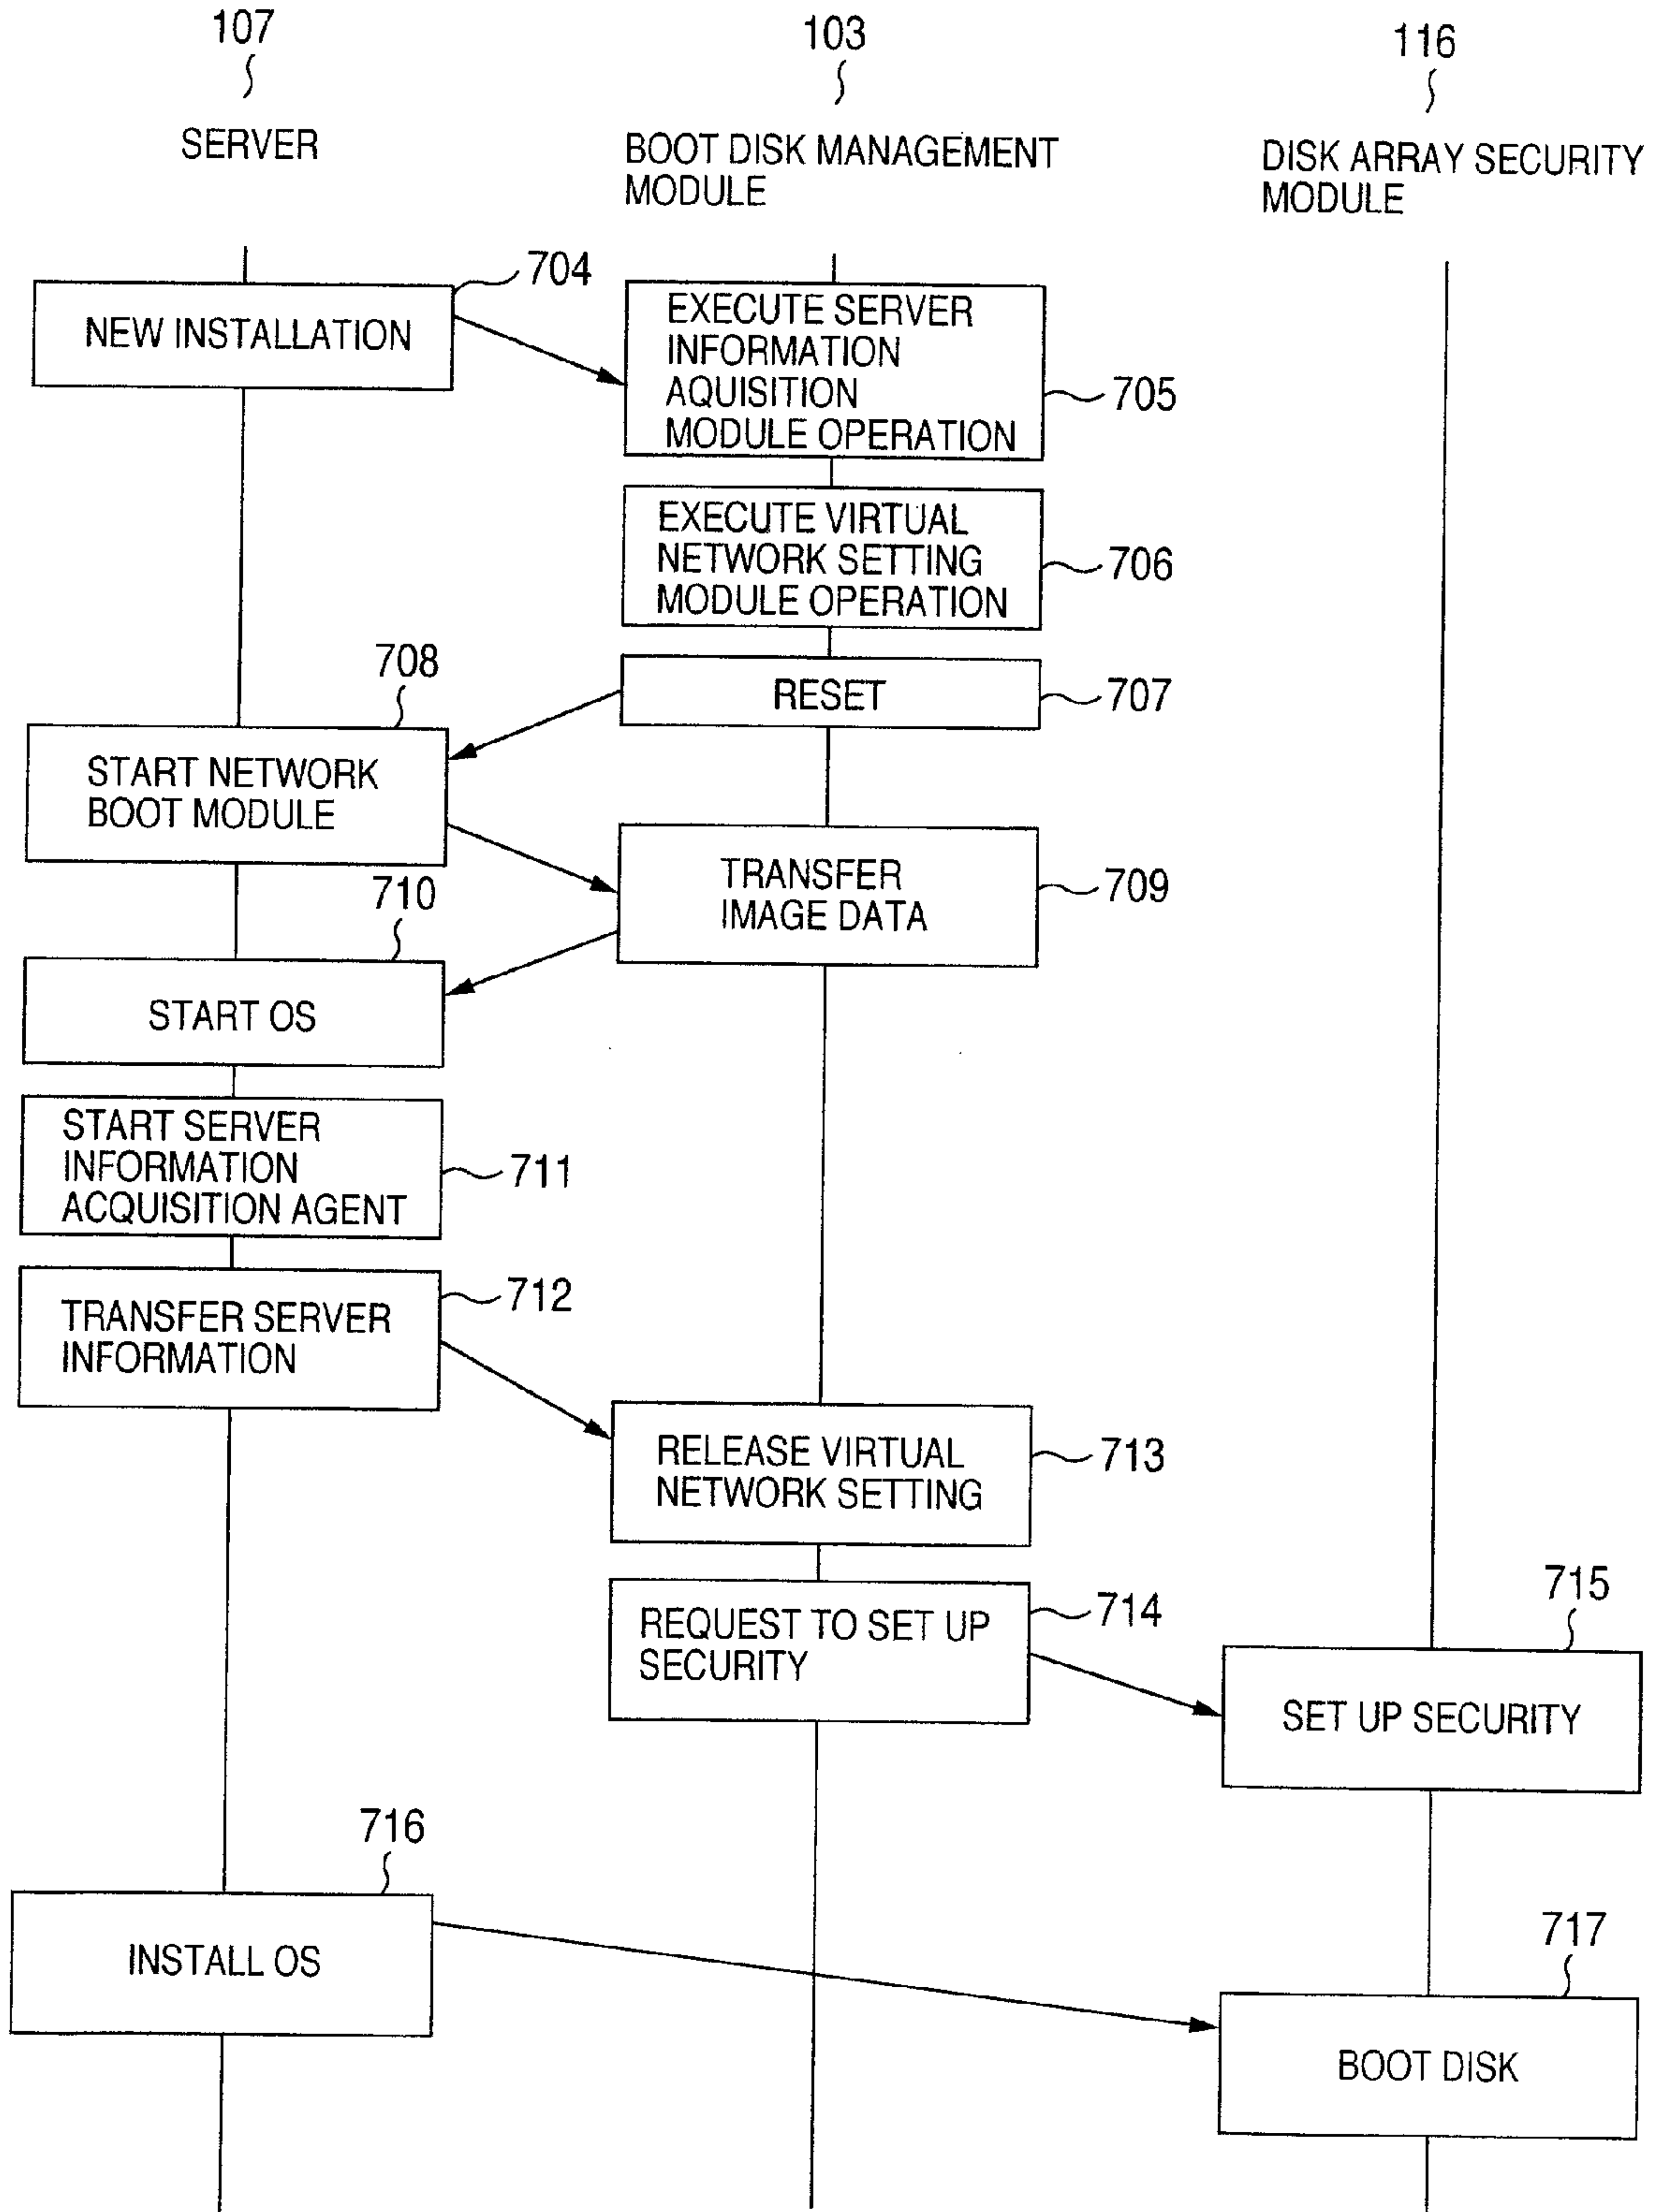 107
103
116
SERVER
BOOT DISK MANAGEMENT
MODULE
DISK ARRAY SECURITY
MODULE
704
NEW INSTALLATION
EXECUTE SERVER
INFORMATION
AQUISITION
MODULE OPERATION
705
EXECUTE VIRTUAL
NETWORK SETTING
MODULE OPERATION
706
RESET
707
708
START NETWORK
BOOT MODULE
TRANSFER
IMAGE DATA
709
710
START OS
START SERVER
INFORMATION
ACQUISITION AGENT
711
TRANSFER SERVER
INFORMATION
712
RELEASE VIRTUAL
NETWORK SETTING
713
REQUEST TO SET UP
SECURITY
714
715
SET UP SECURITY
716
INSTALL OS
717
BOOT DISK